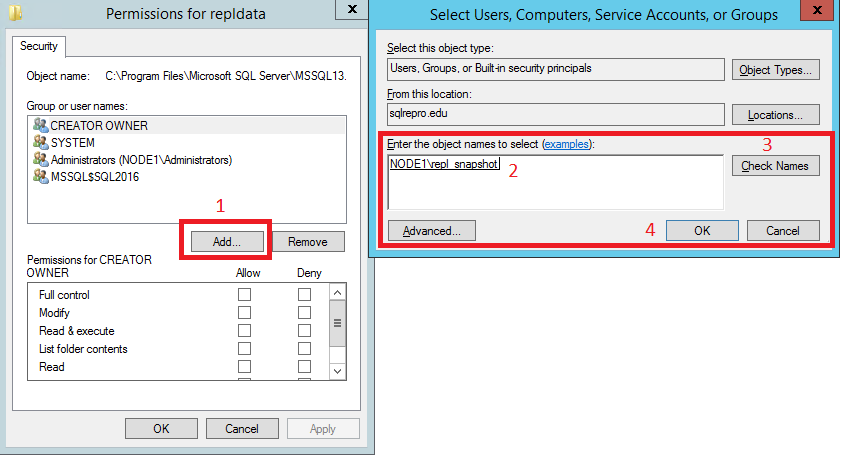 Permissions for repldata
x
Security
Object name: C:\Program Files\Microsoft SQL Server\MSSQL13.
Group or user names:
CREATOR OWNER
SYSTEM
Administrators (NODE1\Administrators)
MSSQL$SQL2016
1
Add...
Remove
Permissions for CREATOR
OWNER
Allow
Deny
Full control
Modify
Read & execute
List folder contents
Read
OK
Cancel
Apply
Select Users, Computers, Service Accounts, or Groups
x
Select this object type:
Users, Groups, or Built-in security principals
Object Types...
From this location:
sqlrepro.edu
Locations...
Enter the object names to select (examples):
3
NODE1\repl_snapshot
2
Check Names
Advanced...
4
OK
Cancel